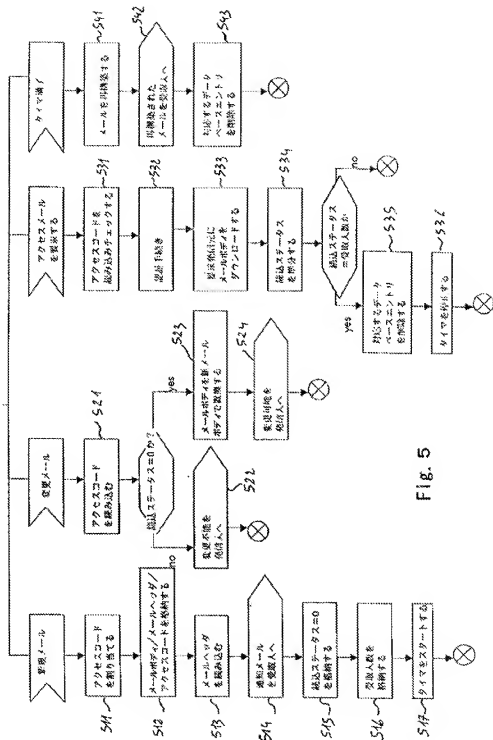 新規メール
511
アクセスコード
を割り当てる
512
メールボディ/メールヘッダ/
アクセスコードを格納する
513
メールヘッダ
を読み込む
514
通知メール
を受取人へ
515
読込ステータス=0
を格納する
516
受取人数を
格納する
517
タイマをスタートする
変更メール
521
アクセスコード
を読み込む
読込ステータス=0か?
no
yes
522
変更不能を
発信人へ
523
メールボディを新メール
ボディで置換する
524
変更可能を
発信人へ
アクセスメール
を要求する
531
アクセスコードを
読み込みチェックする
532
認証手続き
533
要求発信元に
メールボディを
ダウンロードする
534
読込ステータス
を増分する
読込ステータス
=受取人数か
no
yes
535
対応するデータ
ベースエントリ
を削除する
536
タイマを停止する
タイマ満了
541
メールを再構築する
542
再構築された
メールを受取人へ
543
対応するデータ
ベースエントリ
を削除する
Fig. 5